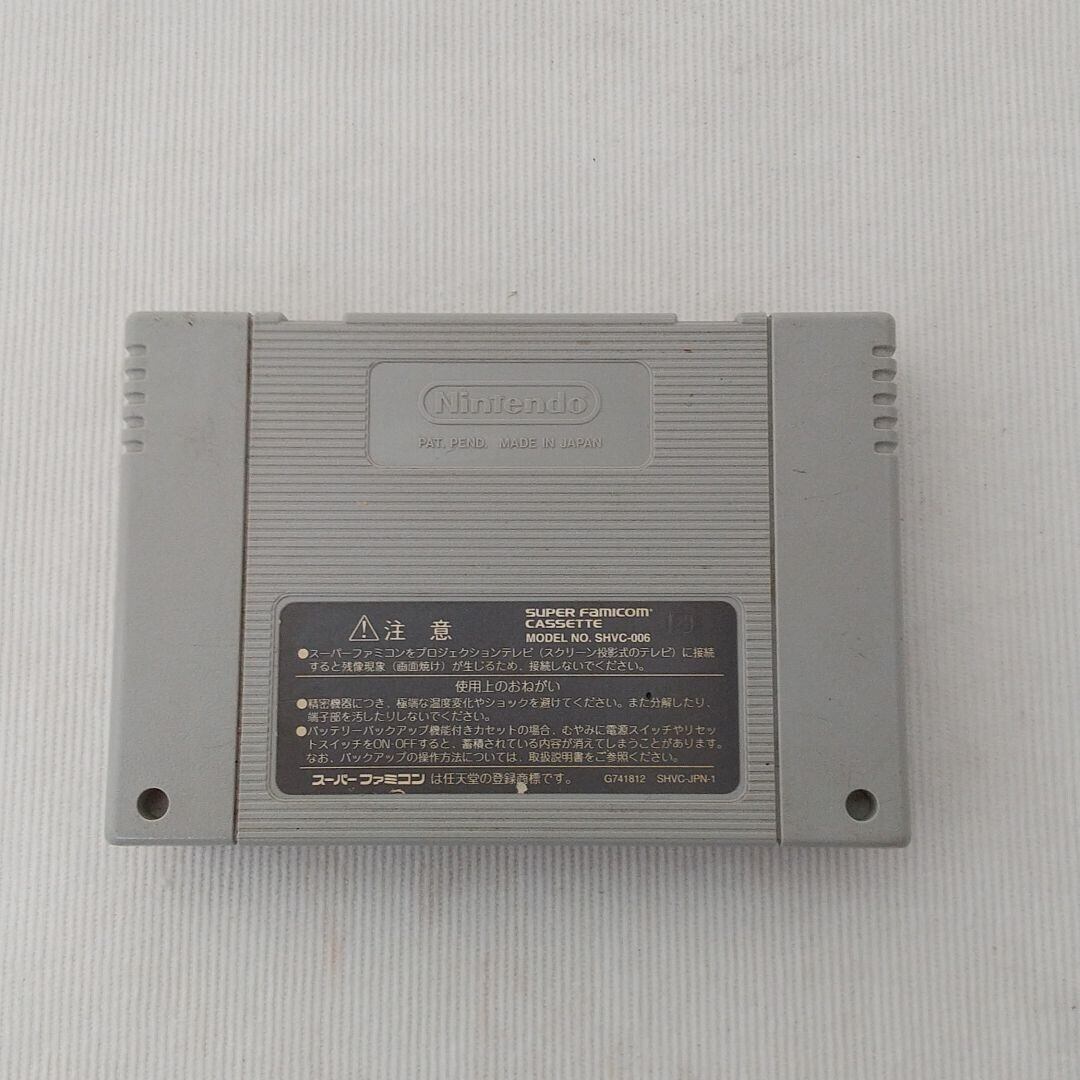 Nintendo
PAT. PEND. MADE IN JAPAN
⚠注意
SUPER FAMICOM
CASSETTE
MODEL NO. SHVC-006
●スーパーファミコンをプロジェクションテレビ(スクリーン投影式のテレビ)に接続
すると残像現象(画面焼け)が生じるため、接続しないでください。
使用上のおねがい
●精密機器につき、極端な温度変化やショックを避けてください。また分解したり、
端子部を汚したりしないでください。
●バッテリーバックアップ機能付きカセットの場合、むやみに電源スイッチやリセッ
トスイッチをON・OFFすると、蓄積されている内容が消えてしまうことがあります。
なお、バックアップの操作方法については、取扱説明書をご参照ください。
スーパーファミコンは任天堂の登録商標です。 G741812 SHVC-JPN-1